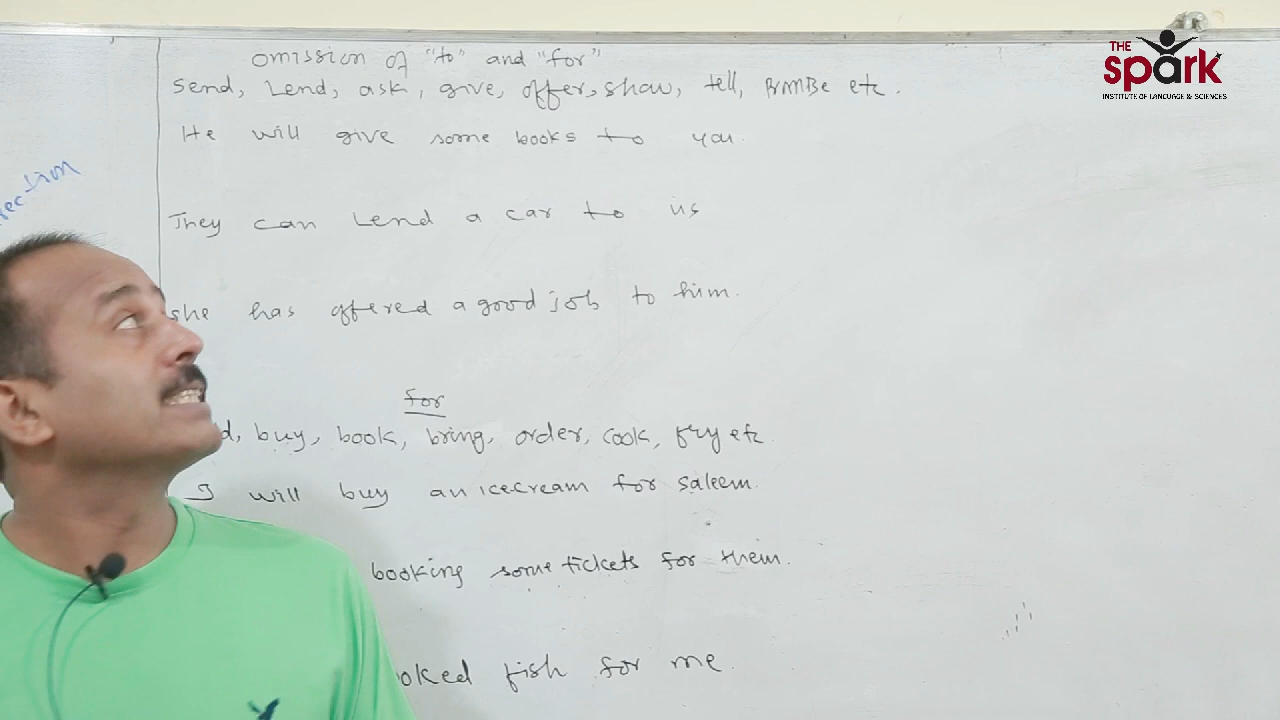 THE
spark
INSTITUTE OF LANGUAGE & SCIENCES
omission of "to" and "for"
Send, Lend, ask, give, offer, show, tell, etc.
He will give some books to you.
They can Lend a car to us
she has offered a good job to him.
for
buy, book, bring, order, cook, fry etc
I will buy an icecream for saleem.
booking some tickets for them.
oked fish for me.